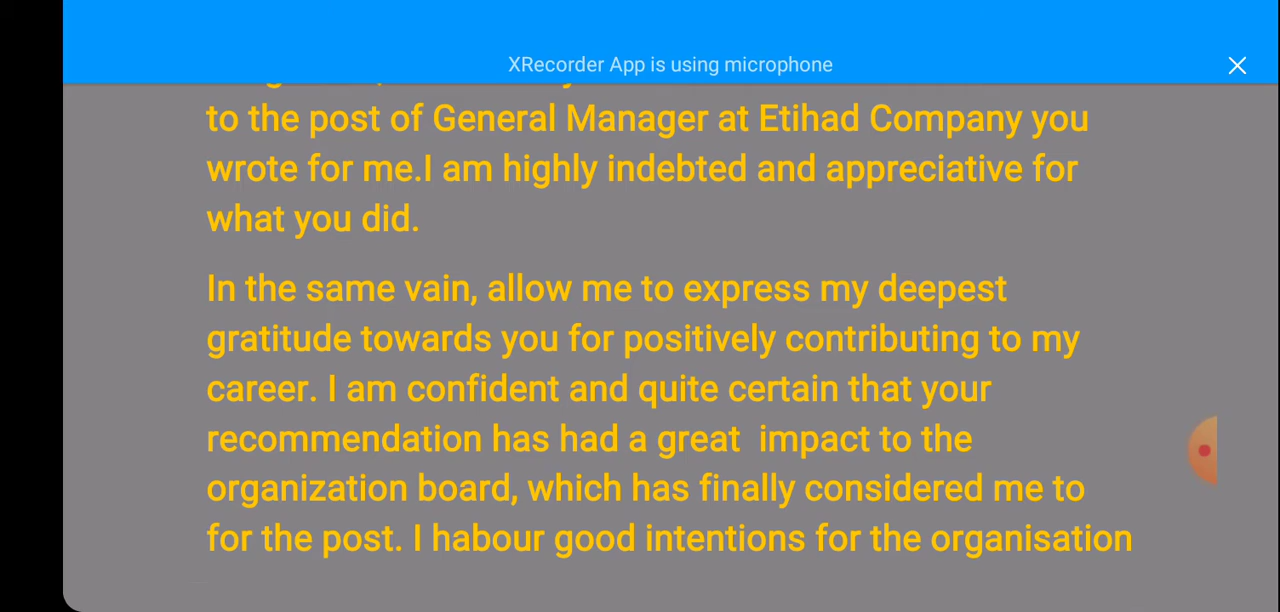 XRecorder App is using microphone
to the post of General Manager at Etihad Company you
wrote for me.I am highly indebted and appreciative for
what you did.
In the same vain, allow me to express my deepest
gratitude towards you for positively contributing to my
career. I am confident and quite certain that your
recommendation has had a great  impact to the
organization board, which has finally considered me to
for the post. I habour good intentions for the organisation